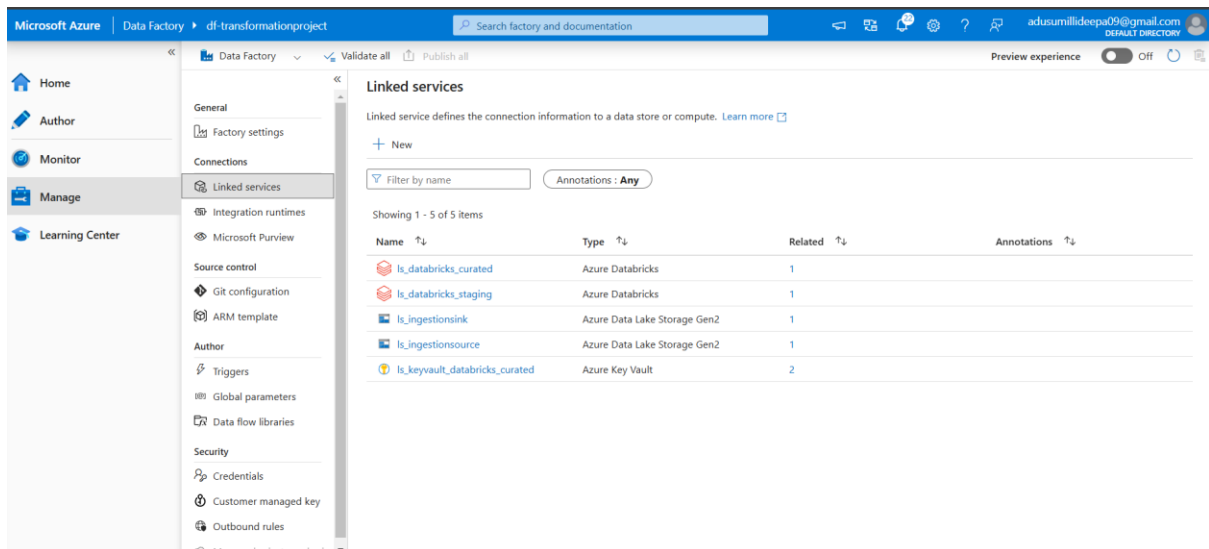 Microsoft Azure | Data Factory ▸ df-transformationproject
Search factory and documentation
23
adusumillideepa09@gmail.com
DEFAULT DIRECTORY
Home
Author
Monitor
Manage
Learning Center
Data Factory
Validate all
Publish all
Preview experience
Off
General
Factory settings
Connections
Linked services
Integration runtimes
Microsoft Purview
Source control
Git configuration
ARM template
Author
Triggers
Global parameters
Data flow libraries
Security
Credentials
Customer managed key
Outbound rules
Linked services
Linked service defines the connection information to a data store or compute. Learn more
+ New
Filter by name
Annotations : Any
Showing 1 - 5 of 5 items
Name Type Related Annotations
ls_databricks_curated Azure Databricks 1
ls_databricks_staging Azure Databricks 1
ls_ingestionsink Azure Data Lake Storage Gen2 1
ls_ingestionsource Azure Data Lake Storage Gen2 1
ls_keyvault_databricks_curated Azure Key Vault 2